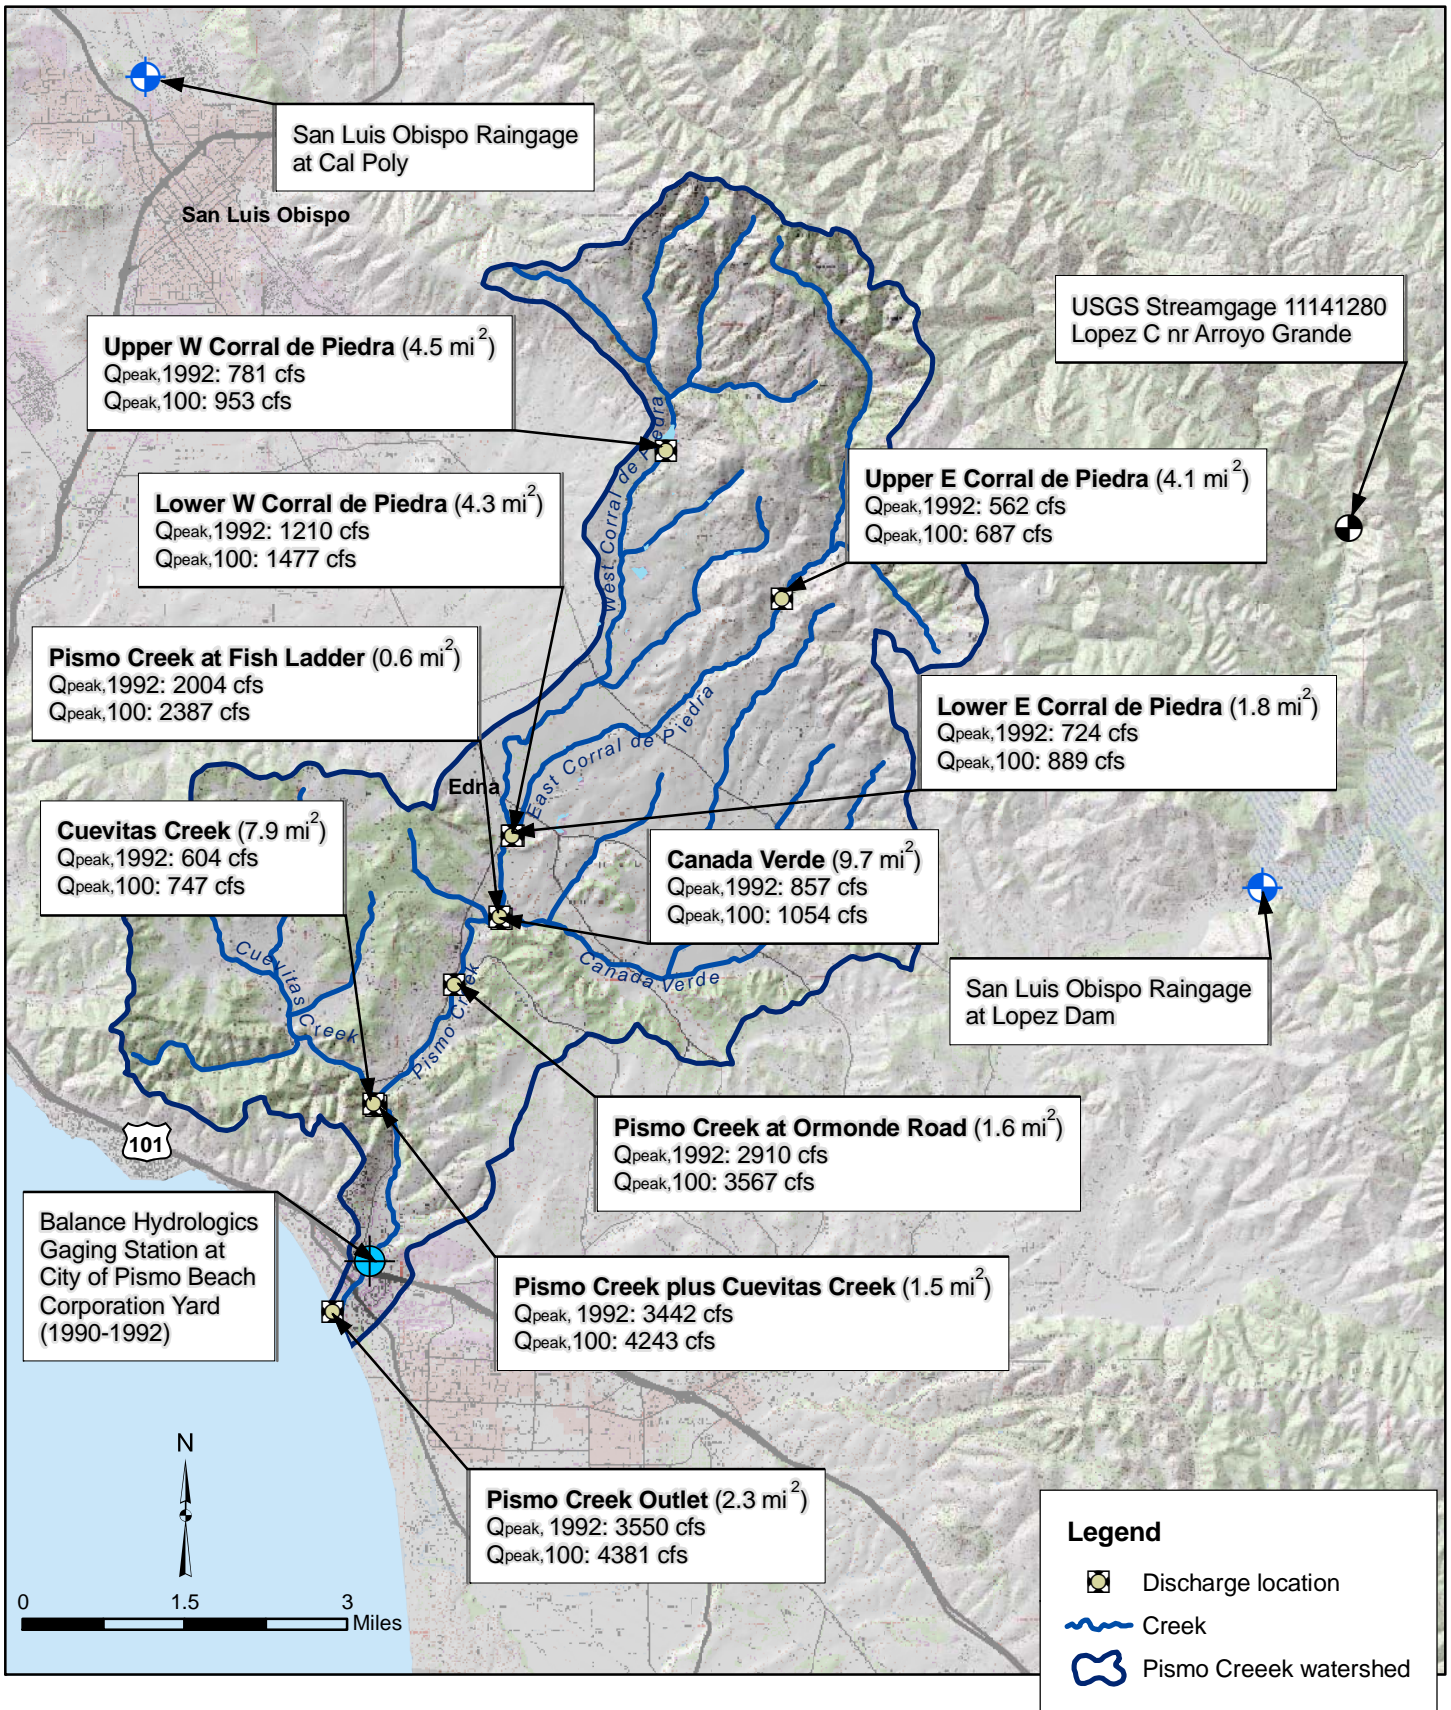 San Luis Obispo Raingage
at Cal Poly
San Luis Obispo
USGS Streamgage 11141280
Lopez C nr Arroyo Grande
Upper W Corral de Piedra (4.5 mi²)
Qpeak,1992: 781 cfs
Qpeak,100: 953 cfs
Upper E Corral de Piedra (4.1 mi²)
Qpeak,1992: 562 cfs
Qpeak,100: 687 cfs
Lower W Corral de Piedra (4.3 mi²)
Qpeak,1992: 1210 cfs
Qpeak,100: 1477 cfs
West Corral de Piedra
Pismo Creek at Fish Ladder (0.6 mi²)
Qpeak,1992: 2004 cfs
Qpeak,100: 2387 cfs
Lower E Corral de Piedra (1.8 mi²)
Qpeak,1992: 724 cfs
Qpeak,100: 889 cfs
East Corral de Piedra
Edna
Cuevitas Creek (7.9 mi²)
Qpeak,1992: 604 cfs
Qpeak,100: 747 cfs
Canada Verde (9.7 mi²)
Qpeak,1992: 857 cfs
Qpeak,100: 1054 cfs
Cuevitas Creek
Canada Verde
Pismo Creek
San Luis Obispo Raingage
at Lopez Dam
101
Pismo Creek at Ormonde Road (1.6 mi²)
Qpeak,1992: 2910 cfs
Qpeak,100: 3567 cfs
Balance Hydrologics
Gaging Station at
City of Pismo Beach
Corporation Yard
(1990-1992)
Pismo Creek plus Cuevitas Creek (1.5 mi²)
Qpeak, 1992: 3442 cfs
Qpeak,100: 4243 cfs
Pismo Creek Outlet (2.3 mi²)
Qpeak, 1992: 3550 cfs
Qpeak,100: 4381 cfs
N
0 1.5 3
Miles
Legend
Discharge location
Creek
Pismo Creeek watershed